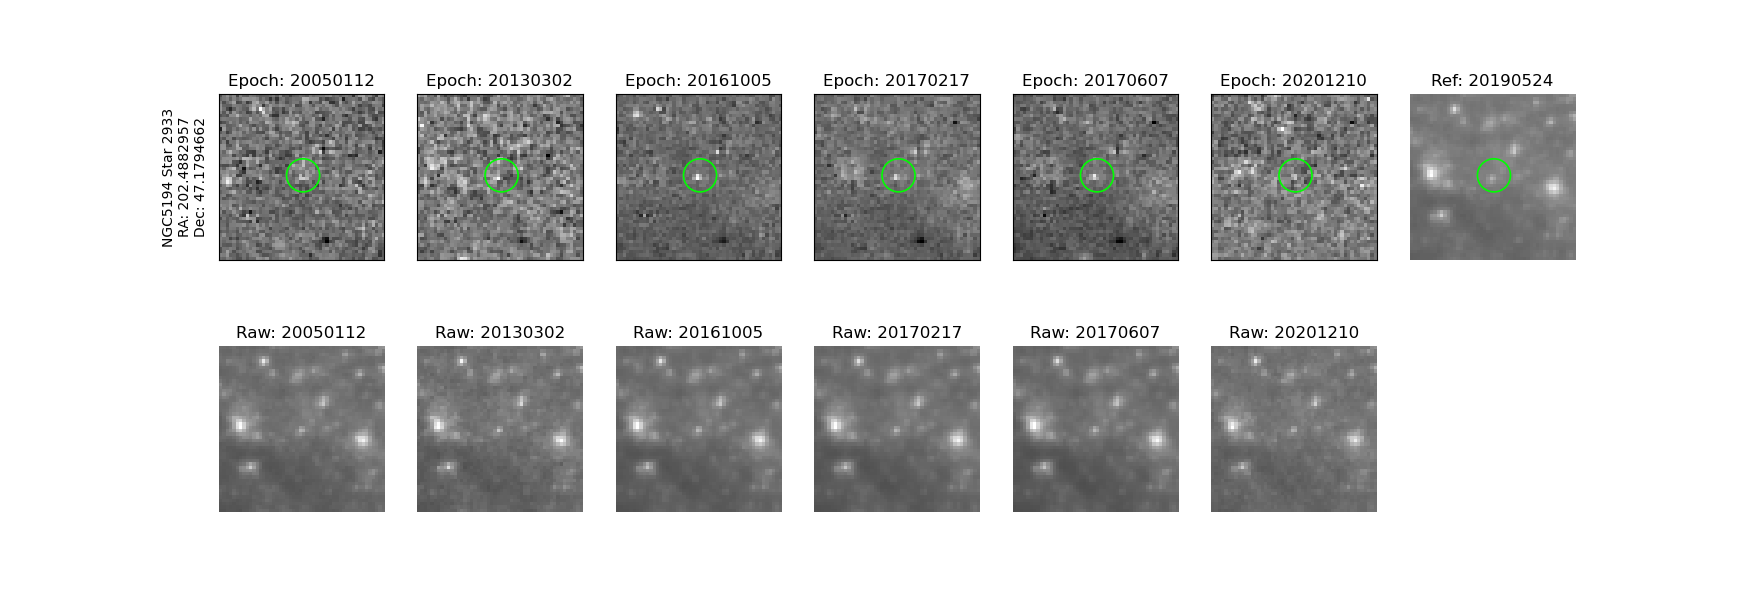 Epoch: 20050112
Epoch: 20130302
Epoch: 20161005
Epoch: 20170217
Epoch: 20170607
Epoch: 20201210
Ref: 20190524
NGC5194 Star 2933
RA: 202.4882957
Dec: 47.1794662
Raw: 20050112
Raw: 20130302
Raw: 20161005
Raw: 20170217
Raw: 20170607
Raw: 20201210